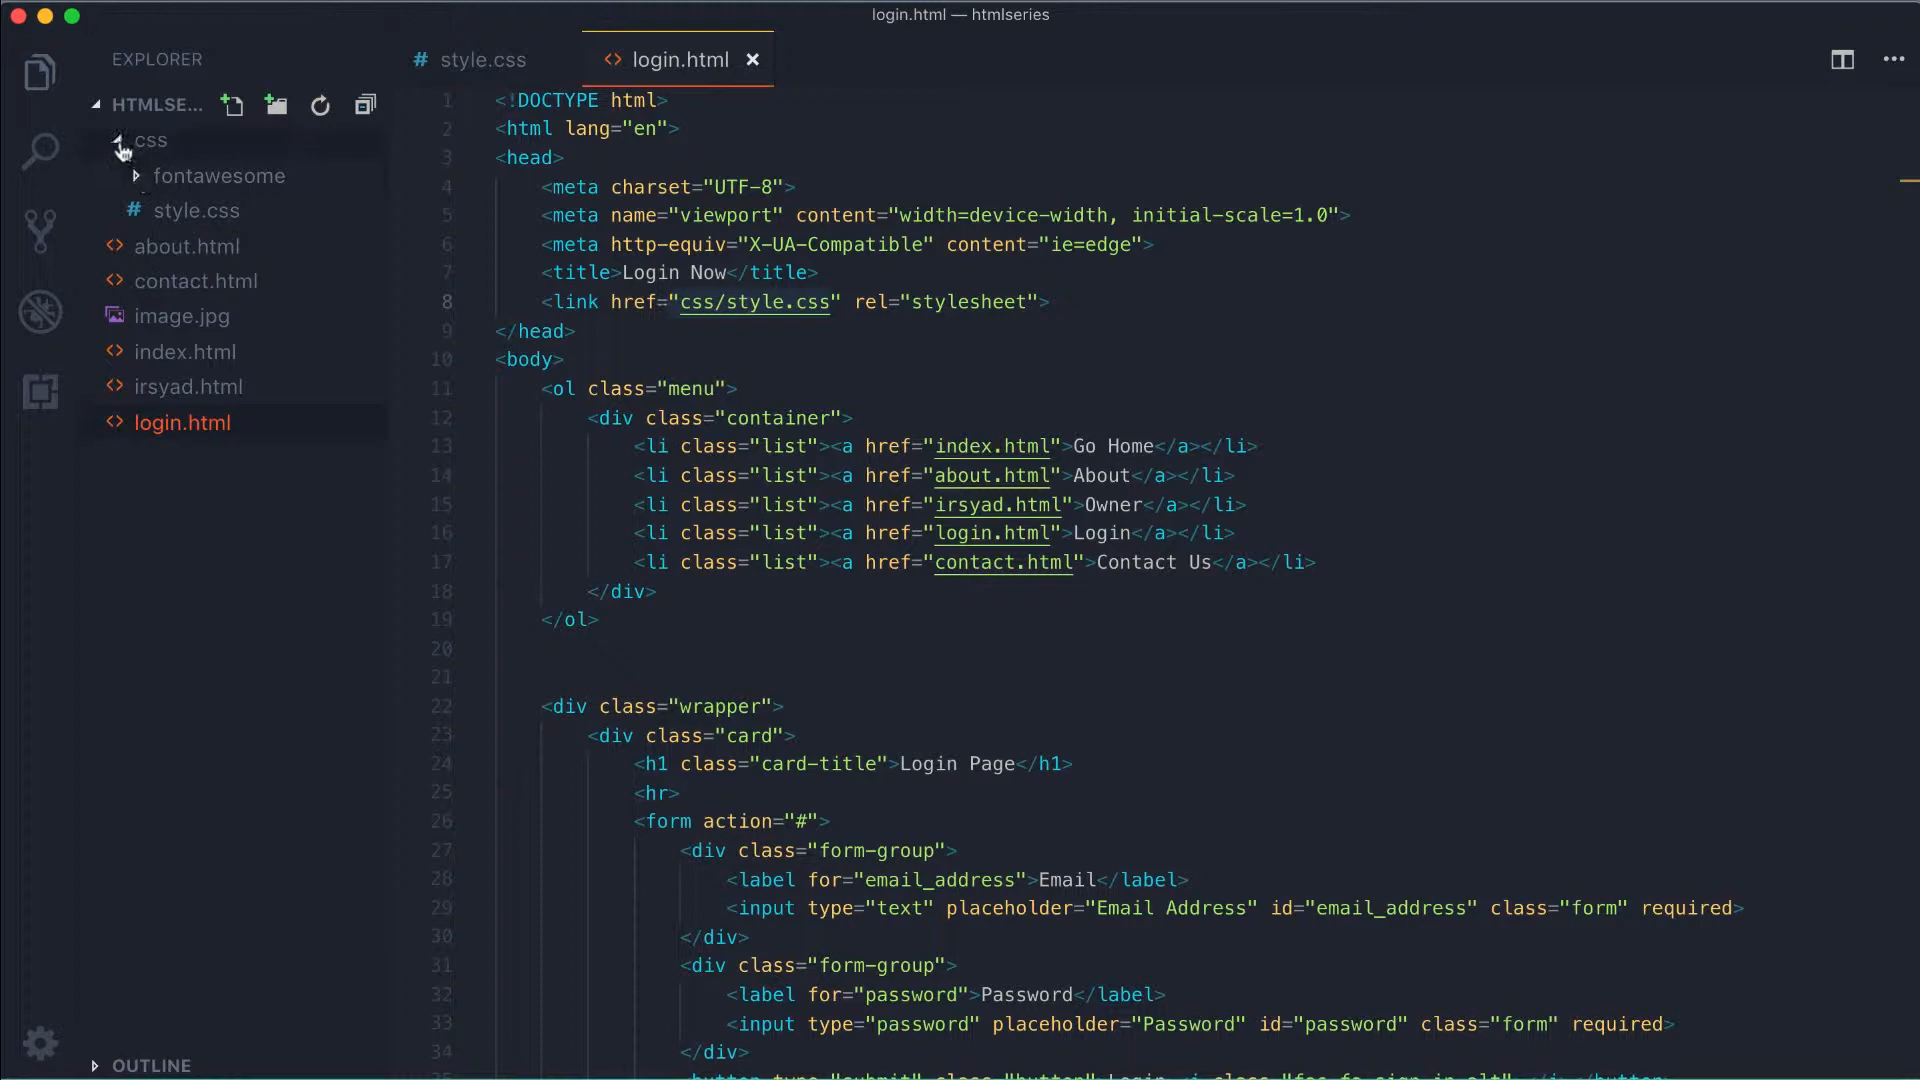 login.html — htmlseries
EXPLORER
HTMLSE...
css
fontawesome
# style.css
<> about.html
<> contact.html
image.jpg
<> index.html
<> irsyad.html
<> login.html
OUTLINE
# style.css
<> login.html ×
1 <!DOCTYPE html>
2 <html lang="en">
3 <head>
4 <meta charset="UTF-8">
5 <meta name="viewport" content="width=device-width, initial-scale=1.0">
6 <meta http-equiv="X-UA-Compatible" content="ie=edge">
7 <title>Login Now</title>
8 <link href="css/style.css" rel="stylesheet">
9 </head>
10 <body>
11 <ol class="menu">
12 <div class="container">
13 <li class="list"><a href="index.html">Go Home</a></li>
14 <li class="list"><a href="about.html">About</a></li>
15 <li class="list"><a href="irsyad.html">Owner</a></li>
16 <li class="list"><a href="login.html">Login</a></li>
17 <li class="list"><a href="contact.html">Contact Us</a></li>
18 </div>
19 </ol>
20
21
22 <div class="wrapper">
23 <div class="card">
24 <h1 class="card-title">Login Page</h1>
25 <hr>
26 <form action="#">
27 <div class="form-group">
28 <label for="email_address">Email</label>
29 <input type="text" placeholder="Email Address" id="email_address" class="form" required>
30 </div>
31 <div class="form-group">
32 <label for="password">Password</label>
33 <input type="password" placeholder="Password" id="password" class="form" required>
34 </div>